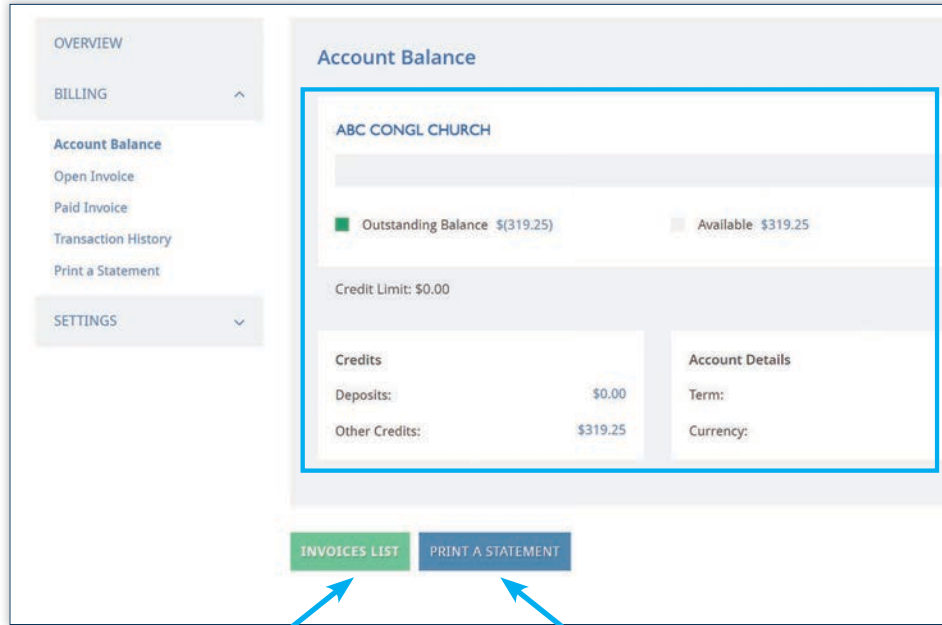 OVERVIEW
BILLING
Account Balance
Open Invoice
Paid Invoice
Transaction History
Print a Statement
SETTINGS
Account Balance
ABC CONGL CHURCH
Outstanding Balance $(319.25) Available $319.25
Credit Limit: $0.00
Credits
Deposits: $0.00
Other Credits: $319.25
Account Details
Term:
Currency:
INVOICES LIST PRINT A STATEMENT